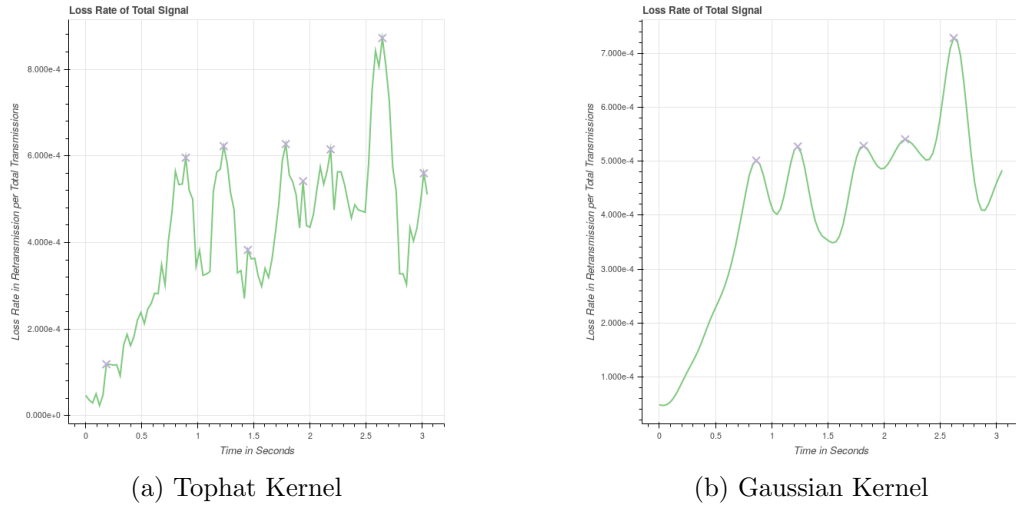 Loss Rate of Total Signal
Loss Rate in Retransmission per Total Transmissions
8.000e-4
6.000e-4
4.000e-4
2.000e-4
0.000e+0
0
0.5
1
1.5
2
2.5
3
Time in Seconds
(a) Tophat Kernel
Loss Rate of Total Signal
Loss Rate in Retransmission per Total Transmissions
7.000e-4
6.000e-4
5.000e-4
4.000e-4
3.000e-4
2.000e-4
1.000e-4
0
0.5
1
1.5
2
2.5
3
Time in Seconds
(b) Gaussian Kernel